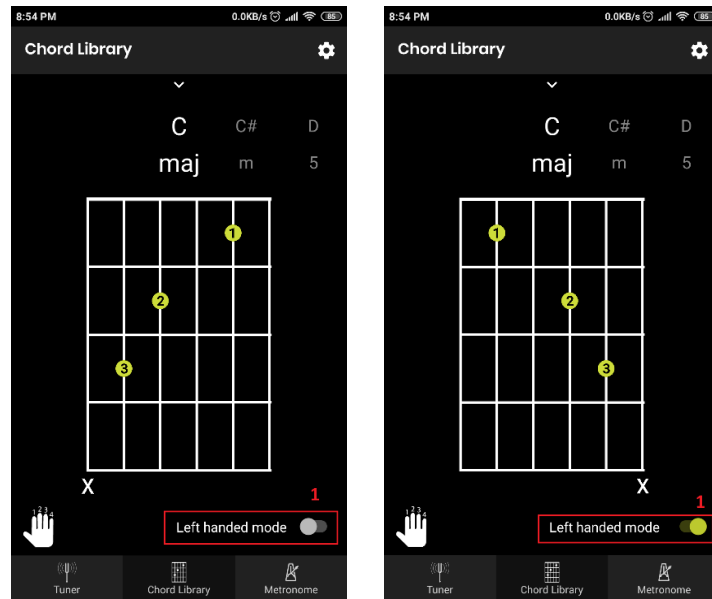 8:54 PM 0.0KB/s 85
Chord Library
C C# D
maj m 5
1
2
3
X
1 2 3 4
1
Left handed mode
Tuner Chord Library Metronome
8:54 PM 0.0KB/s 85
Chord Library
C C# D
maj m 5
1
2
3
X
1 2 3 4
1
Left handed mode
Tuner Chord Library Metronome